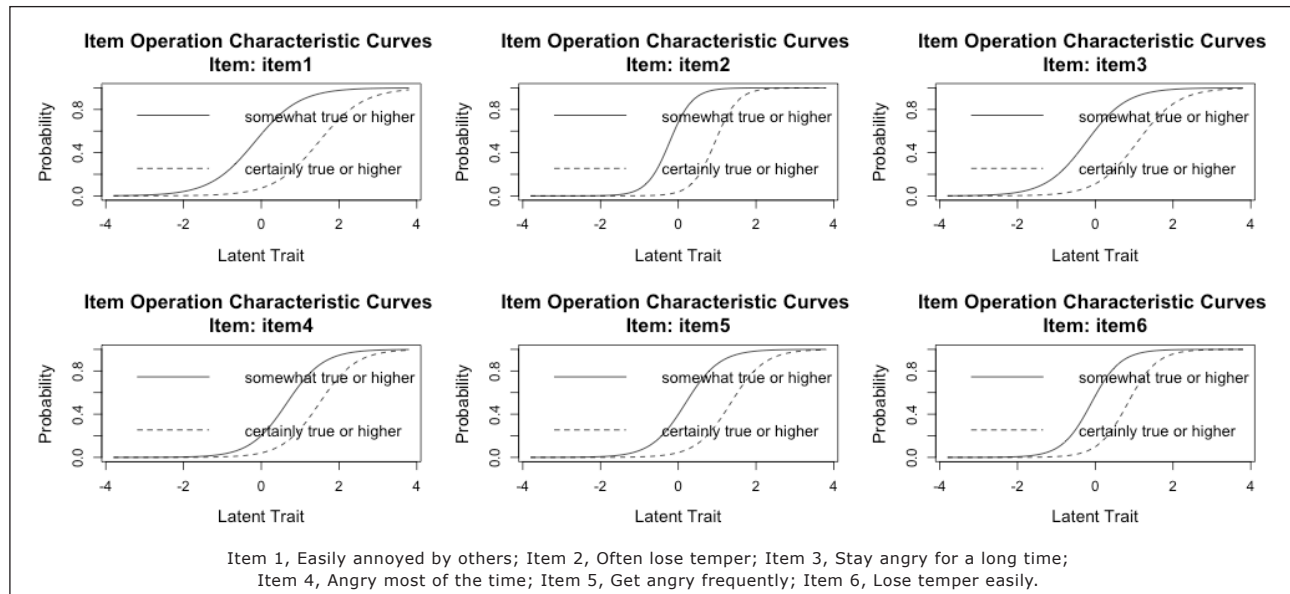 Item Operation Characteristic Curves
Item: item1
Probability
0.0 0.4 0.8
somewhat true or higher
certainly true or higher
-4 -2 0 2 4
Latent Trait
Item Operation Characteristic Curves
Item: item2
Probability
0.0 0.4 0.8
somewhat true or higher
certainly true or higher
-4 -2 0 2 4
Latent Trait
Item Operation Characteristic Curves
Item: item3
Probability
0.0 0.4 0.8
somewhat true or higher
certainly true or higher
-4 -2 0 2 4
Latent Trait
Item Operation Characteristic Curves
Item: item4
Probability
0.0 0.4 0.8
somewhat true or higher
certainly true or higher
-4 -2 0 2 4
Latent Trait
Item Operation Characteristic Curves
Item: item5
Probability
0.0 0.4 0.8
somewhat true or higher
certainly true or higher
-4 -2 0 2 4
Latent Trait
Item Operation Characteristic Curves
Item: item6
Probability
0.0 0.4 0.8
somewhat true or higher
certainly true or higher
-4 -2 0 2 4
Latent Trait
Item 1, Easily annoyed by others; Item 2, Often lose temper; Item 3, Stay angry for a long time;
Item 4, Angry most of the time; Item 5, Get angry frequently; Item 6, Lose temper easily.